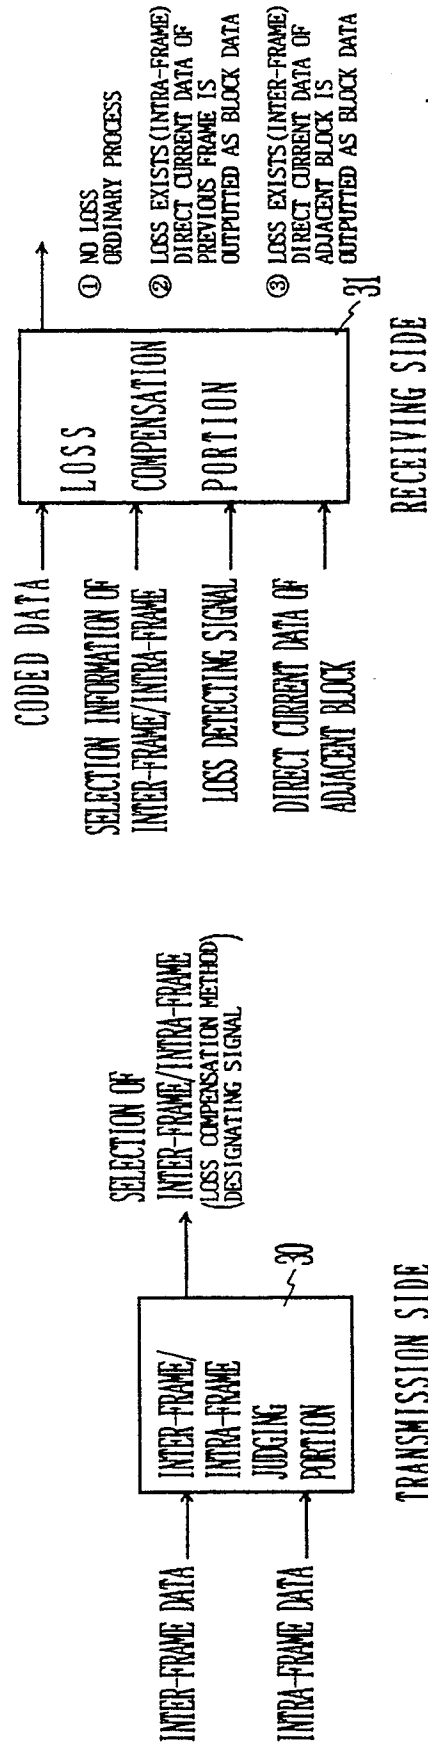 INTER-FRAME DATA
INTRA-FRAME DATA
INTER-FRAME/
INTRA-FRAME
JUDGING
PORTION
30
SELECTION OF
INTER-FRAME/INTRA-FRAME
(LOSS COMPENSATION METHOD
DESIGNATING SIGNAL)
TRANSMISSION SIDE
CODED DATA
SELECTION INFORMATION OF
INTER-FRAME/INTRA-FRAME
LOSS DETECTING SIGNAL
DIRECT CURRENT DATA OF
ADJACENT BLOCK
LOSS
COMPENSATION
PORTION
31
① NO LOSS
ORDINARY PROCESS
② LOSS EXISTS(INTRA-FRAME)
DIRECT CURRENT DATA OF
PREVIOUS FRAME IS
OUTPUTTED AS BLOCK DATA
③ LOSS EXISTS(INTER-FRAME)
DIRECT CURRENT DATA OF
ADJACENT BLOCK IS
OUTPUTTED AS BLOCK DATA
RECEIVING SIDE